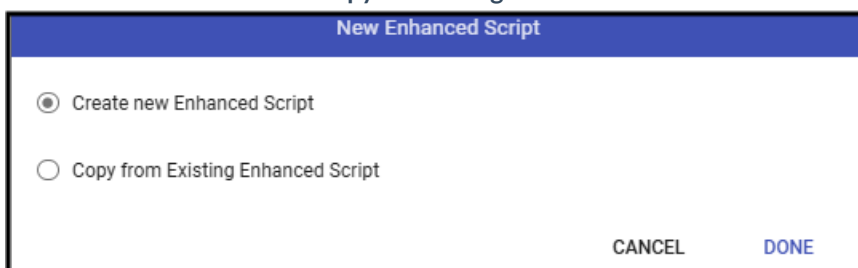 New Enhanced Script
Create new Enhanced Script
Copy from Existing Enhanced Script
CANCEL DONE